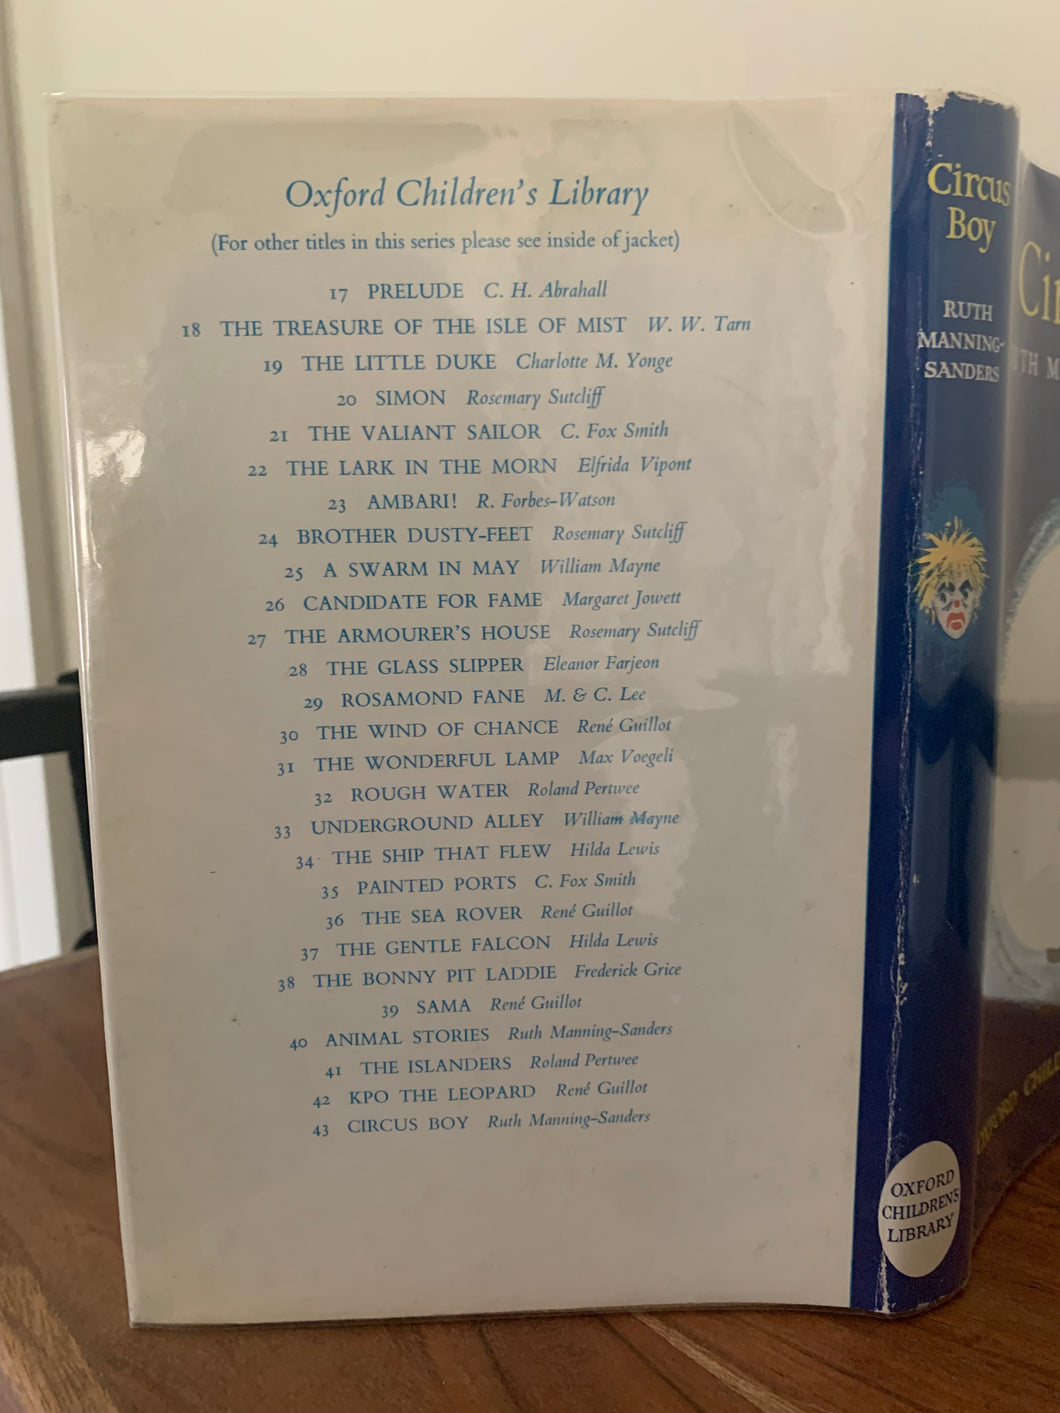 Oxford Children's Library
(For other titles in this series please see inside of jacket)
17 PRELUDE C. H. Abrahall
18 THE TREASURE OF THE ISLE OF MIST W. W. Tarn
19 THE LITTLE DUKE Charlotte M. Yonge
20 SIMON Rosemary Sutcliff
21 THE VALIANT SAILOR C. Fox Smith
22 THE LARK IN THE MORN Elfrida Vipont
23 AMBARI! R. Forbes-Watson
24 BROTHER DUSTY-FEET Rosemary Sutcliff
25 A SWARM IN MAY William Mayne
26 CANDIDATE FOR FAME Margaret Jowett
27 THE ARMOURER'S HOUSE Rosemary Sutcliff
28 THE GLASS SLIPPER Eleanor Farjeon
29 ROSAMOND FANE M. & C. Lee
30 THE WIND OF CHANCE René Guillot
31 THE WONDERFUL LAMP Max Voegeli
32 ROUGH WATER Roland Pertwee
33 UNDERGROUND ALLEY William Mayne
34 THE SHIP THAT FLEW Hilda Lewis
35 PAINTED PORTS C. Fox Smith
36 THE SEA ROVER René Guillot
37 THE GENTLE FALCON Hilda Lewis
38 THE BONNY PIT LADDIE Frederick Grice
39 SAMA René Guillot
40 ANIMAL STORIES Ruth Manning-Sanders
41 THE ISLANDERS Roland Pertwee
42 KPO THE LEOPARD René Guillot
43 CIRCUS BOY Ruth Manning-Sanders
Circus
Boy
RUTH
MANNING-
SANDERS
OXFORD
CHILDREN'S
LIBRARY